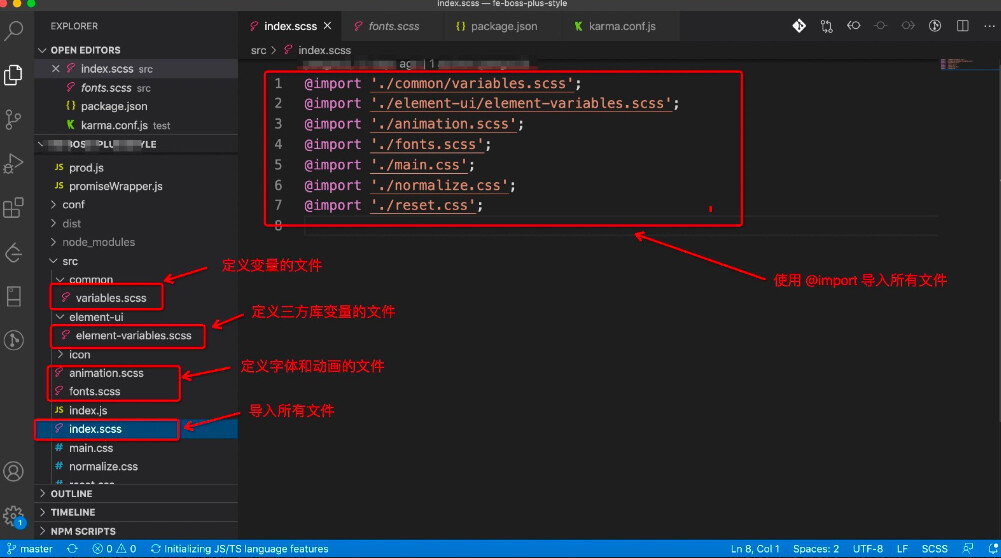 index.scss — fe-boss-plus-style
EXPLORER
index.scss
fonts.scss
package.json
karma.conf.js
OPEN EDITORS
src > index.scss
index.scss src
fonts.scss src
package.json
karma.conf.js test
prod.js
promiseWrapper.js
conf
dist
node_modules
src
common
variables.scss
element-ui
element-variables.scss
icon
animation.scss
fonts.scss
index.js
index.scss
main.css
normalize.css
reset.css
OUTLINE
TIMELINE
NPM SCRIPTS
1 @import './common/variables.scss';
2 @import './element-ui/element-variables.scss';
3 @import './animation.scss';
4 @import './fonts.scss';
5 @import './main.css';
6 @import './normalize.css';
7 @import './reset.css';
8
定义变量的文件
定义三方库变量的文件
定义字体和动画的文件
导入所有文件
使用 @import 导入所有文件
1
master
0 0
Initializing JS/TS language features
Ln 8, Col 1
Spaces: 2
UTF-8
LF
SCSS